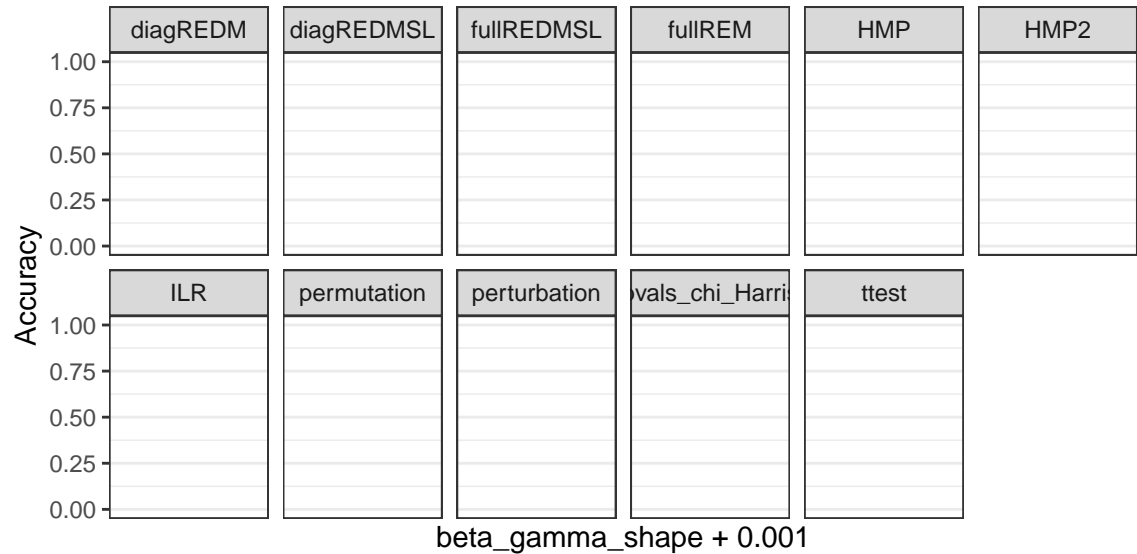 diagREDM diagREDMSL fullREDMSL fullREM HMP HMP2
1.00
0.75
0.50
0.25
0.00
Accuracy
ILR permutation perturbation pvals_chi_Harris ttest
1.00
0.75
0.50
0.25
0.00
beta_gamma_shape + 0.001